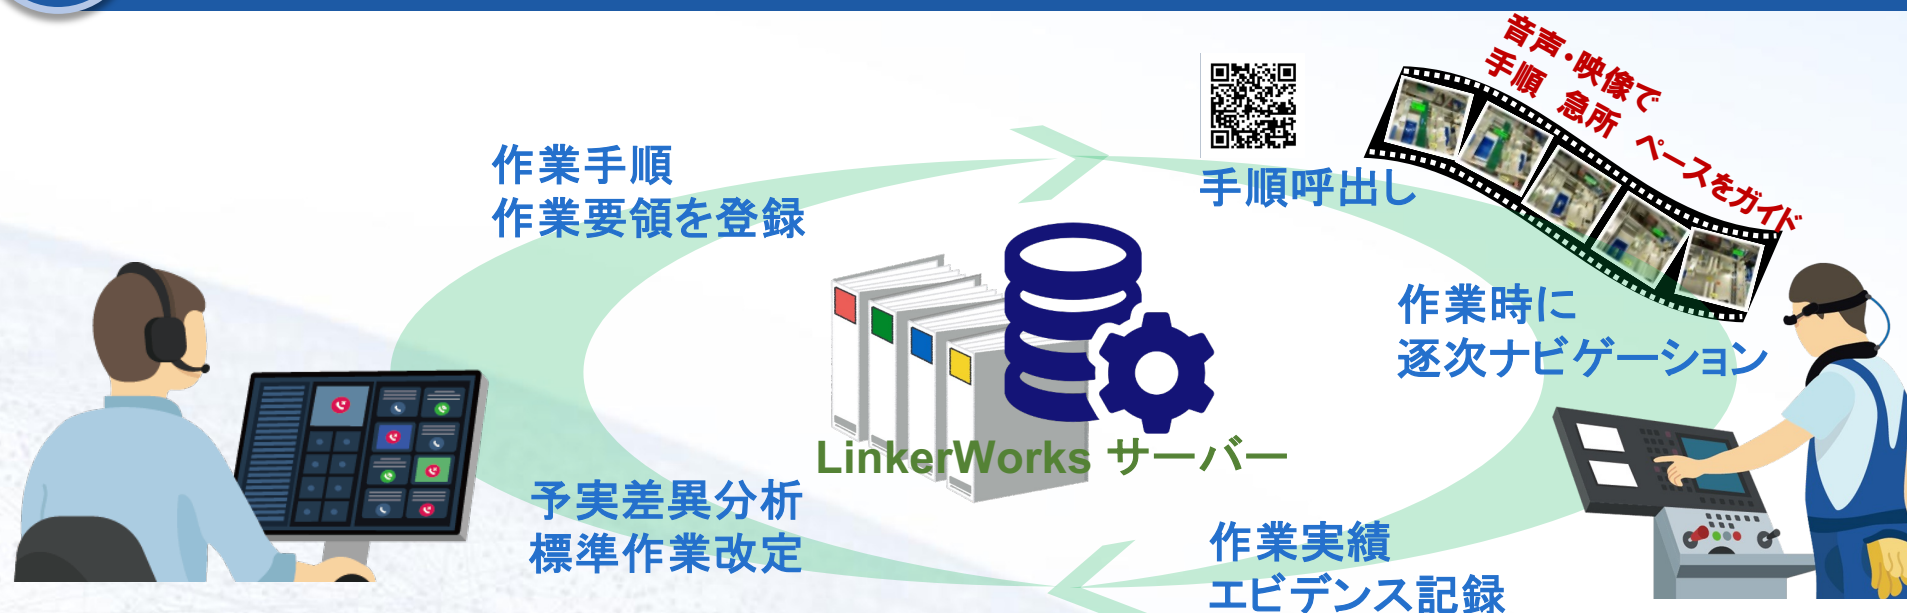 音声・映像で
手順 急所 ペースをガイド
作業手順
作業要領を登録
手順呼出し
作業時に
逐次ナビゲーション
LinkerWorks サーバー
予実差異分析
標準作業改定
作業実績
エビデンス記録